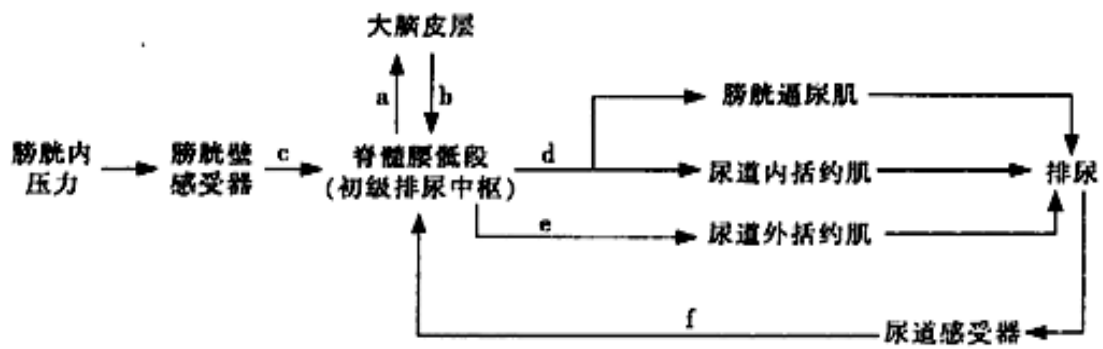 大脑皮层
a
b
膀胱逼尿肌
膀胱内
压力
膀胱壁
感受器
c
脊髓腰骶段
(初级排尿中枢)
d
尿道内括约肌
排尿
e
尿道外括约肌
f
尿道感受器